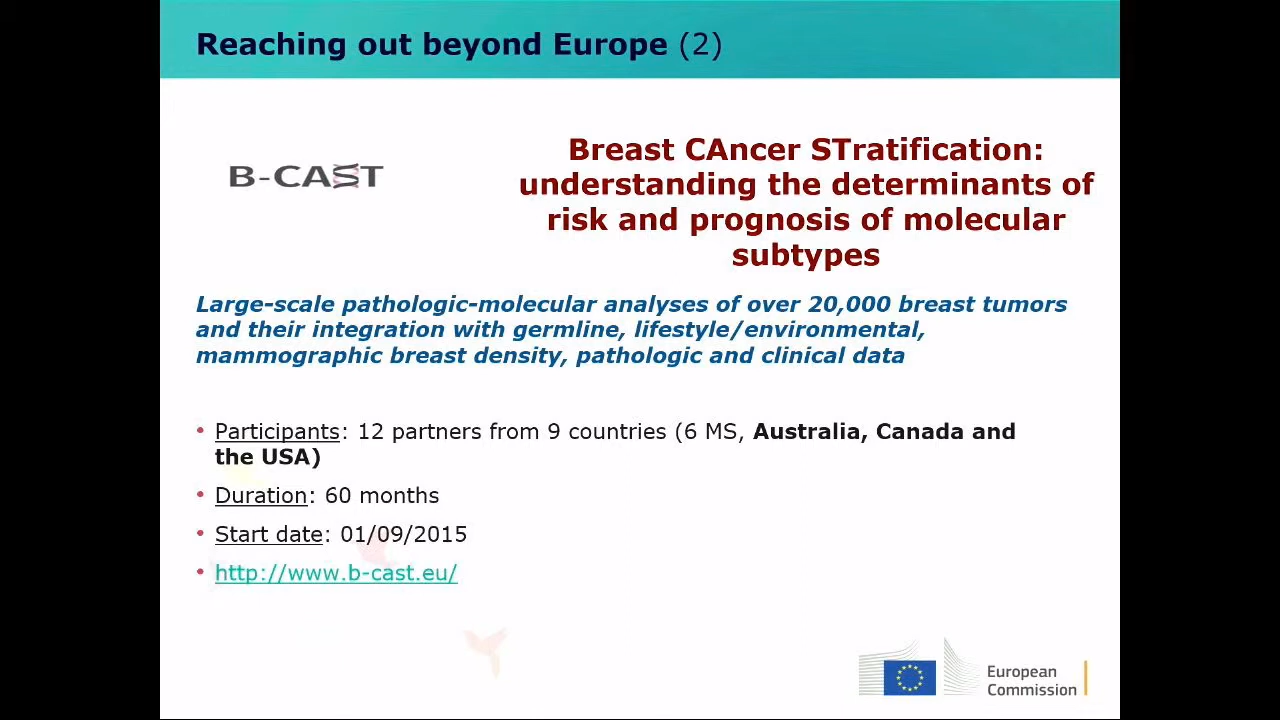 Reaching out beyond Europe (2)
B-CAST
Breast CAncer STratification:
understanding the determinants of
risk and prognosis of molecular
subtypes
Large-scale pathologic-molecular analyses of over 20,000 breast tumors
and their integration with germline, lifestyle/environmental,
mammographic breast density, pathologic and clinical data
• Participants: 12 partners from 9 countries (6 MS, Australia, Canada and
the USA)
• Duration: 60 months
• Start date: 01/09/2015
• http://www.b-cast.eu/
European
Commission